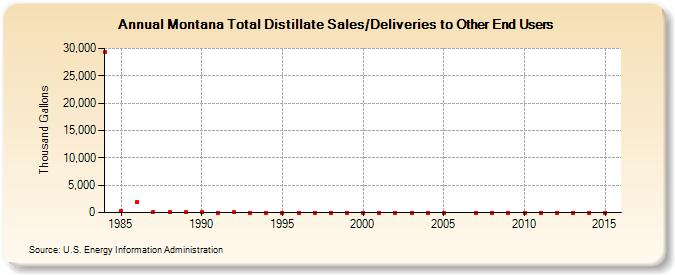 Annual Montana Total Distillate Sales/Deliveries to Other End Users
Thousand Gallons
30,000
25,000
20,000
15,000
10,000
5,000
0
1985 1990 1995 2000 2005 2010 2015
Source: U.S. Energy Information Administration